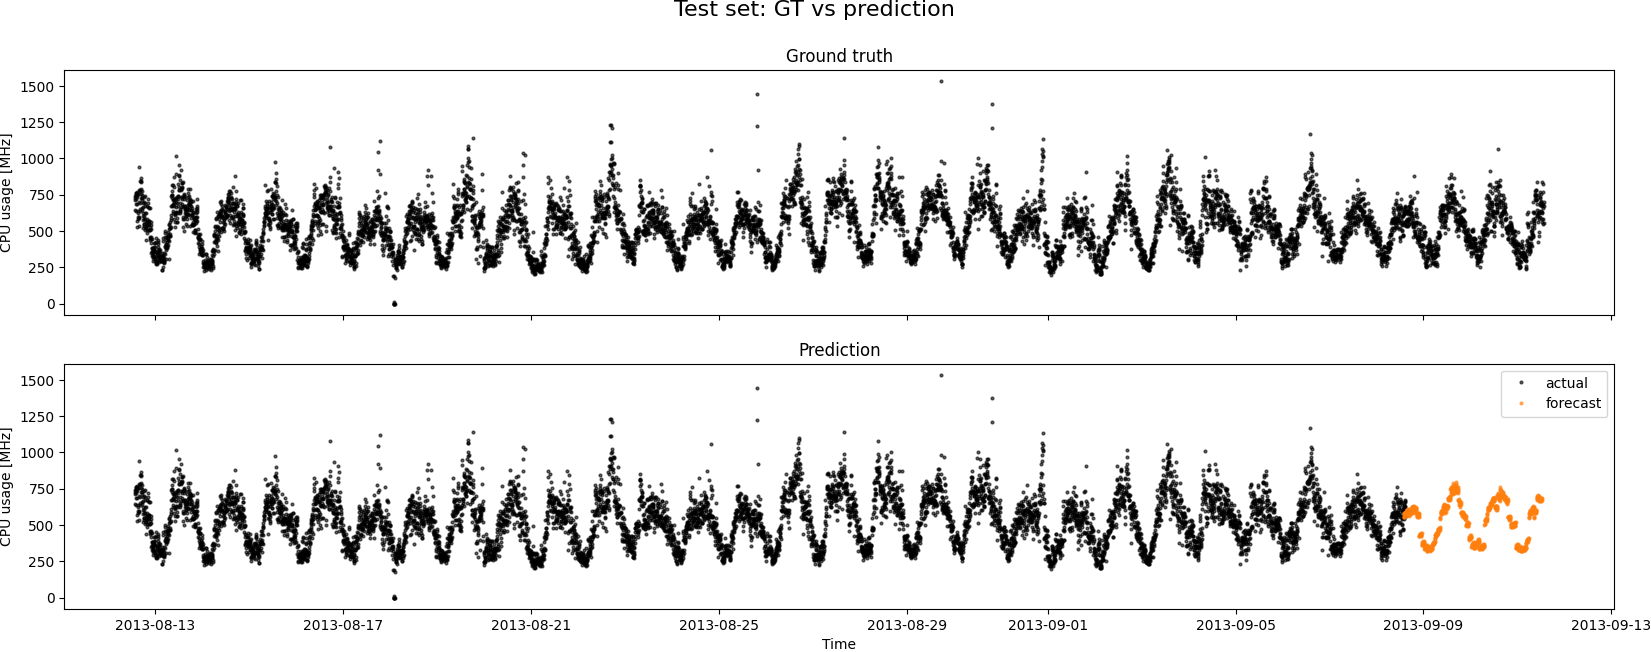 Test set: GT vs prediction
Ground truth
CPU usage [MHz]
1500
1250
1000
750
500
250
0
Prediction
CPU usage [MHz]
1500
1250
1000
750
500
250
0
actual
forecast
2013-08-13 2013-08-17 2013-08-21 2013-08-25 2013-08-29 2013-09-01 2013-09-05 2013-09-09 2013-09-13
Time